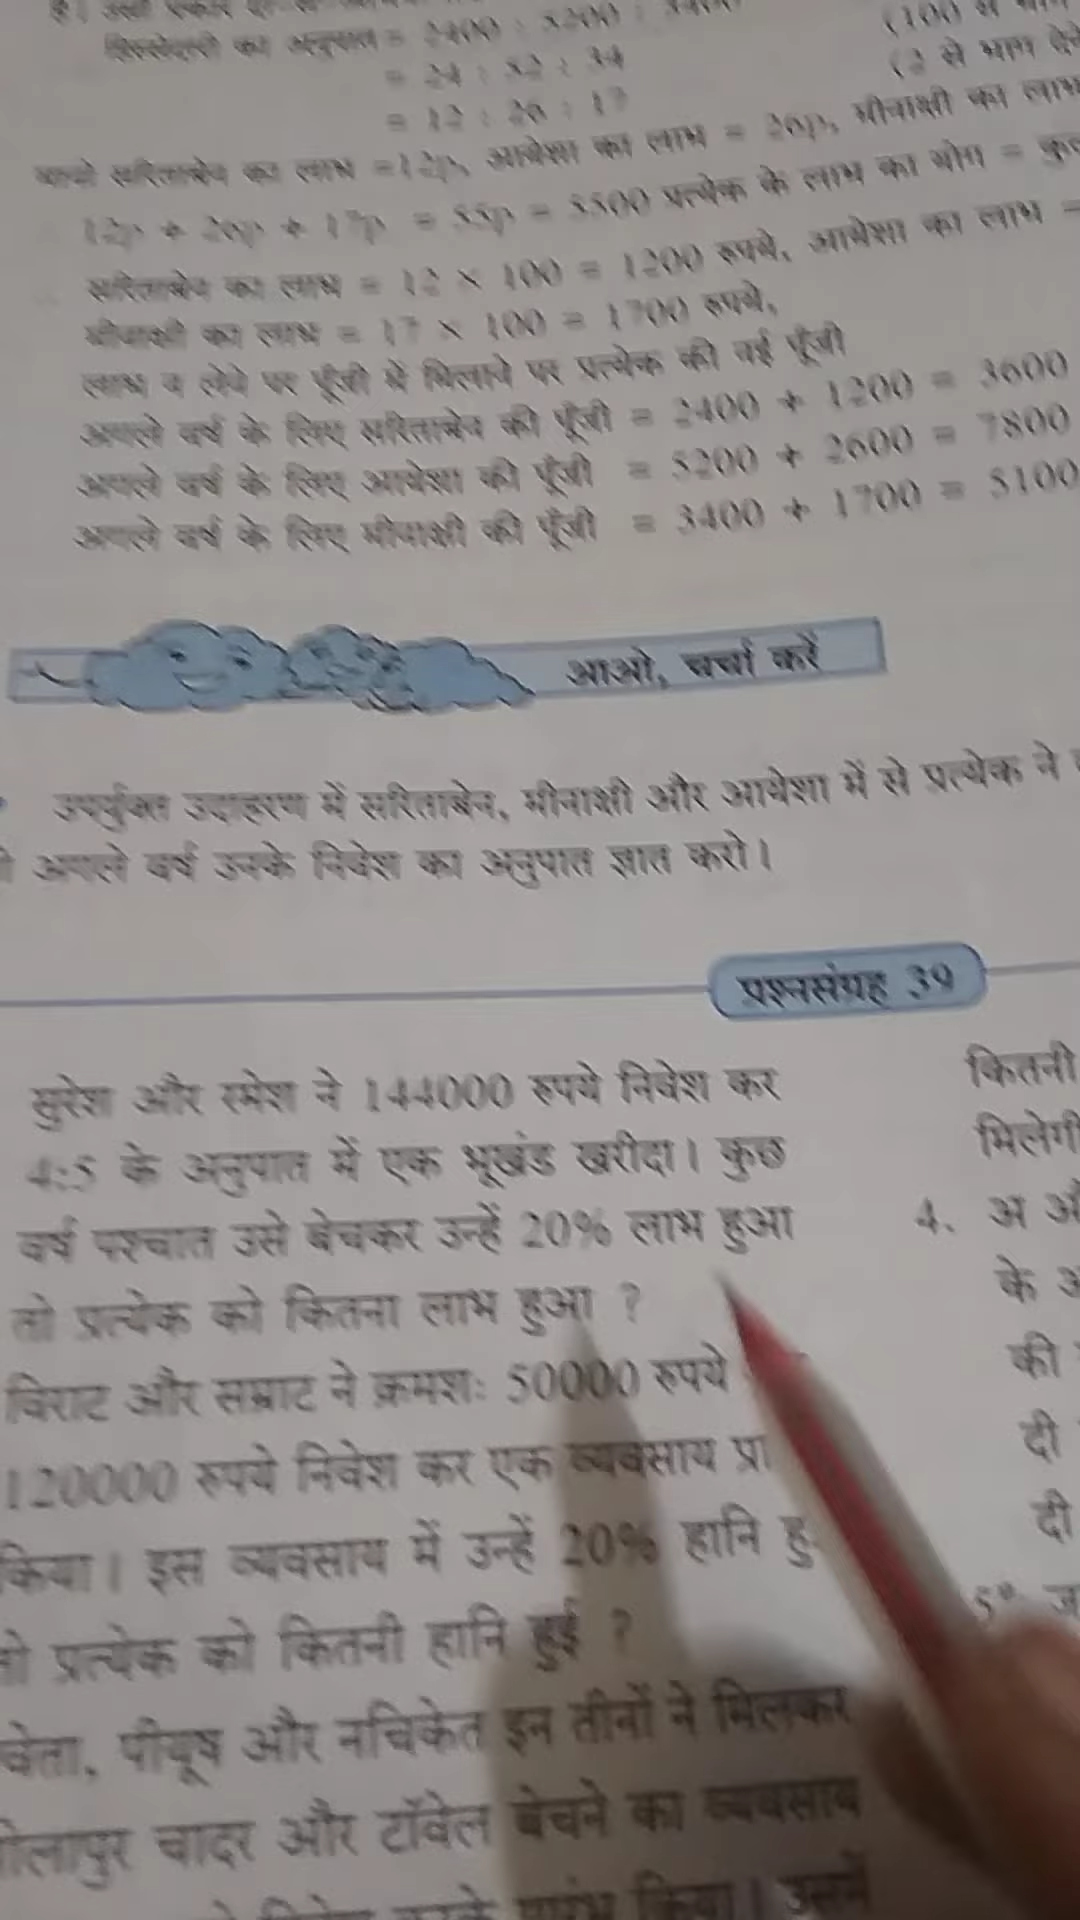 हिस्सेदारी का अनुपात = 2400 : 5200 : 3400 (100 से भाग
= 24 : 52 : 34 (2 से भाग देने
= 12 : 26 : 17
मानो सरिताबेन का लाभ =12p, आयेशा का लाभ = 26p, मीनाक्षी का लाभ
12p + 26p + 17p = 55p = 5500 प्रत्येक के लाभ का योग = कुल
सरिताबेन का लाभ = 12 × 100 = 1200 रुपये, आयेशा का लाभ =
मीनाक्षी का लाभ = 17 × 100 = 1700 रुपये,
लाभ न लेने पर पूँजी में मिलाने पर प्रत्येक की नई पूँजी
अगले वर्ष के लिए सरिताबेन की पूँजी = 2400 + 1200 = 3600
अगले वर्ष के लिए आयेशा की पूँजी = 5200 + 2600 = 7800
अगले वर्ष के लिए मीनाक्षी की पूँजी = 3400 + 1700 = 5100
आओ, चर्चा करें
उपर्युक्त उदाहरण में सरिताबेन, मीनाक्षी और आयेशा में से प्रत्येक ने
अगले वर्ष उनके निवेश का अनुपात ज्ञात करो।
प्रश्नसंग्रह 39
सुरेश और रमेश ने 144000 रुपये निवेश कर
4:5 के अनुपात में एक भूखंड खरीदा। कुछ
वर्ष पश्चात उसे बेचकर उन्हें 20% लाभ हुआ
तो प्रत्येक को कितना लाभ हुआ ?
विराट और सम्राट ने क्रमशः 50000 रुपये
120000 रुपये निवेश कर एक व्यवसाय प्रा
किया। इस व्यवसाय में उन्हें 20% हानि हु
तो प्रत्येक को कितनी हानि हुई ?
पीयूष और नचिकेत इन तीनों ने मिलकर
चादर और टॉवेल बेचने का व्यवसाय
किया। उसमें
कितनी
मिलेगी
4. अ औ
के अ
की
दी
दी
5*